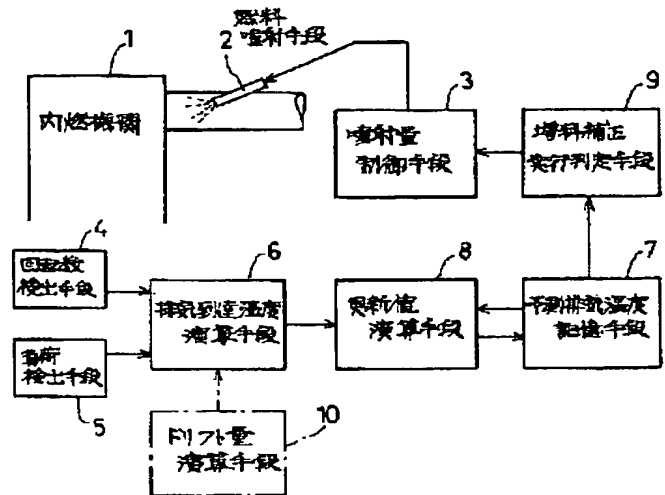 燃料
噴射手段
1
2
内燃機関
3
噴射量
制御手段
9
増料補正
実行判定手段
4
回転数
検出手段
5
負荷
検出手段
6
排気到達温度
演算手段
8
更新値
演算手段
7
予測排気温度
記憶手段
10
ドリフト量
演算手段